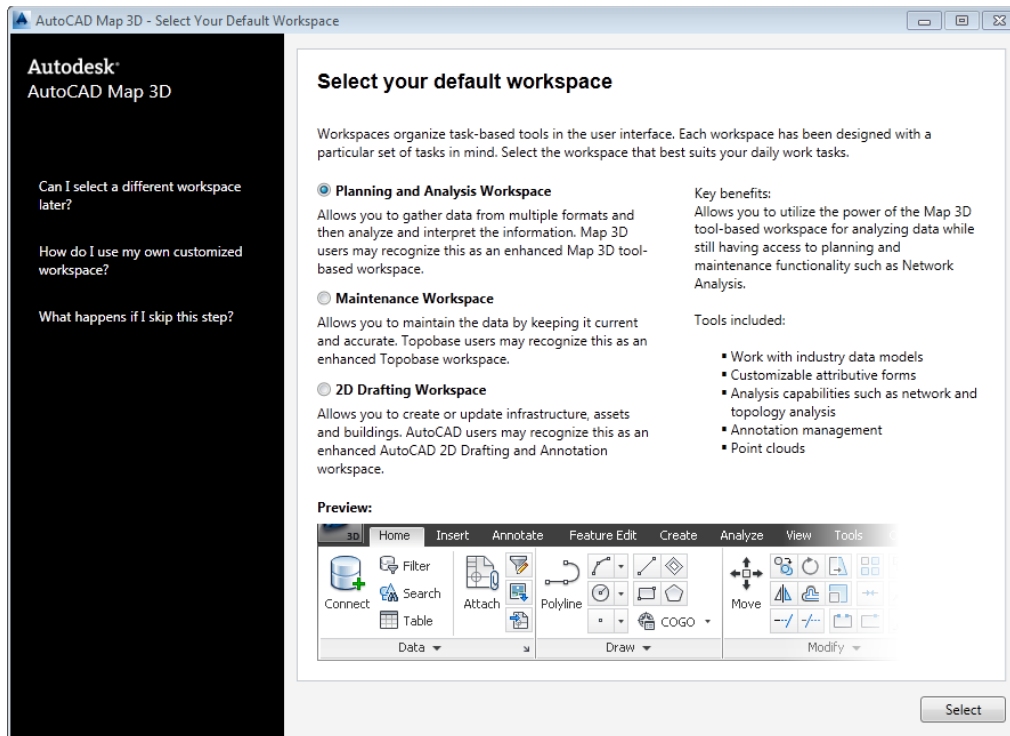 AutoCAD Map 3D - Select Your Default Workspace
Autodesk
AutoCAD Map 3D
Can I select a different workspace
later?
How do I use my own customized
workspace?
What happens if I skip this step?
Select your default workspace
Workspaces organize task-based tools in the user interface. Each workspace has been designed with a
particular set of tasks in mind. Select the workspace that best suits your daily work tasks.
Planning and Analysis Workspace
Allows you to gather data from multiple formats and
then analyze and interpret the information. Map 3D
users may recognize this as an enhanced Map 3D tool-
based workspace.
Maintenance Workspace
Allows you to maintain the data by keeping it current
and accurate. Topobase users may recognize this as an
enhanced Topobase workspace.
2D Drafting Workspace
Allows you to create or update infrastructure, assets
and buildings. AutoCAD users may recognize this as an
enhanced AutoCAD 2D Drafting and Annotation
workspace.
Key benefits:
Allows you to utilize the power of the Map 3D
tool-based workspace for analyzing data while
still having access to planning and
maintenance functionality such as Network
Analysis.
Tools included:
▪ Work with industry data models
▪ Customizable attributive forms
▪ Analysis capabilities such as network and
topology analysis
▪ Annotation management
▪ Point clouds
Preview:
3D Home Insert Annotate Feature Edit Create Analyze View Tools
Filter
Search
Table
Connect
Attach
Polyline
COGO
Move
Data
Draw
Modify
Select